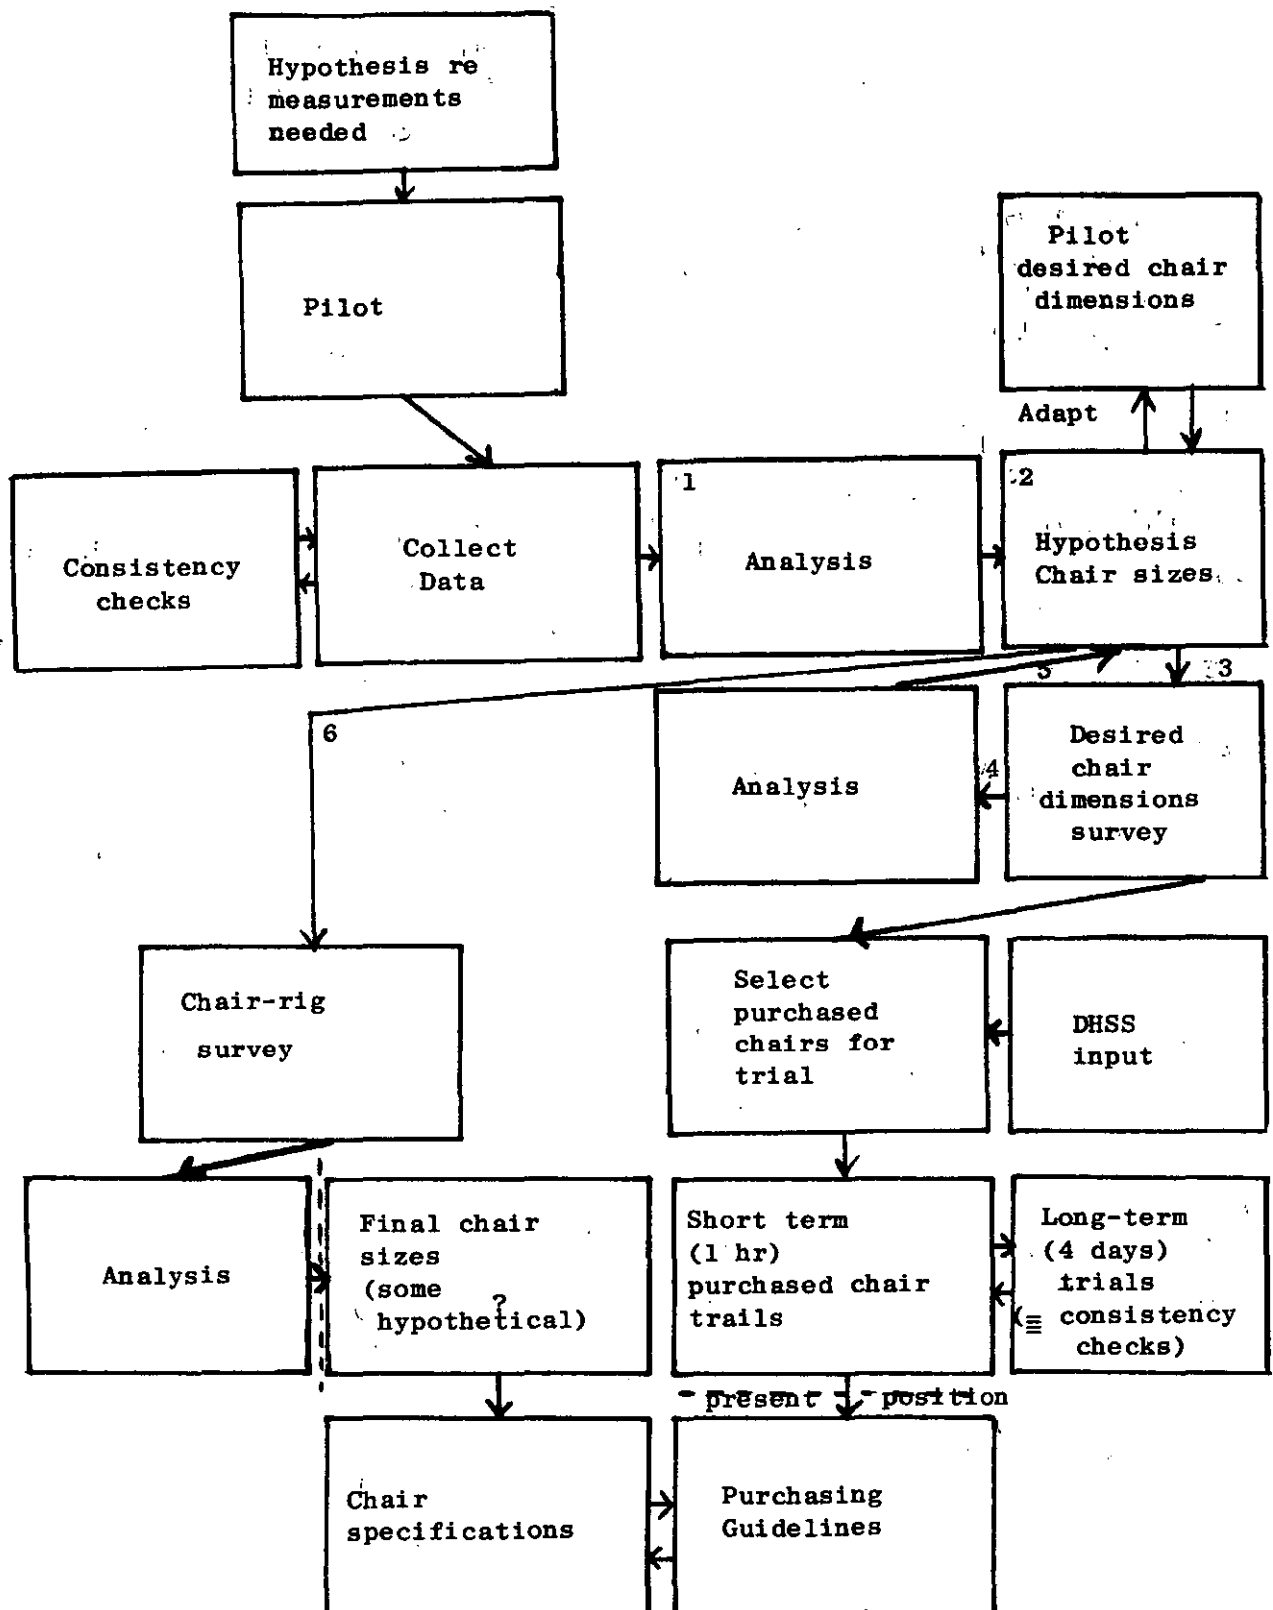 Hypothesis re
measurements
needed
Pilot
Pilot
desired chair
dimensions
Adapt
Consistency
checks
Collect
Data
1
Analysis
2
Hypothesis
Chair sizes
5
3
6
Analysis
4
Desired
chair
dimensions
survey
Chair-rig
survey
Select
purchased
chairs for
trial
DHSS
input
Analysis
Final chair
sizes
(some
?
hypothetical)
Short term
(1 hr)
purchased chair
trails
Long-term
(4 days)
trials
(≡ consistency
checks)
present position
Chair
specifications
Purchasing
Guidelines